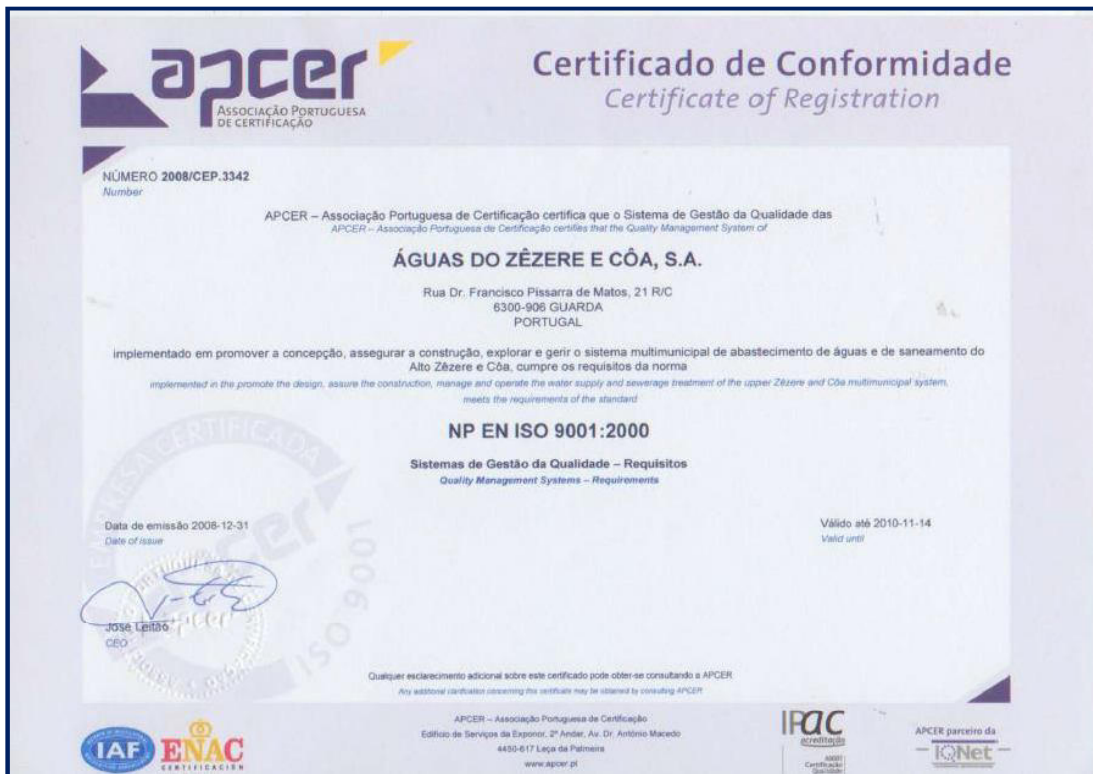 apcer
ASSOCIAÇÃO PORTUGUESA
DE CERTIFICAÇÃO
Certificado de Conformidade
Certificate of Registration
NÚMERO 2008/CEP.3342
Number
APCER – Associação Portuguesa de Certificação certifica que o Sistema de Gestão da Qualidade das
APCER – Associação Portuguesa de Certificação certifies that the Quality Management System of
ÁGUAS DO ZÊZERE E CÔA, S.A.
Rua Dr. Francisco Pissarra de Matos, 21 R/C
6300-906 GUARDA
PORTUGAL
implementado em promover a concepção, assegurar a construção, explorar e gerir o sistema multimunicipal de abastecimento de águas e de saneamento do
Alto Zêzere e Côa, cumpre os requisitos da norma
implemented in the promote the design, assure the construction, manage and operate the water supply and sewerage treatment of the upper Zêzere and Côa multimunicipal system,
meets the requirements of the standard
NP EN ISO 9001:2000
Sistemas de Gestão da Qualidade – Requisitos
Quality Management Systems – Requirements
EMPRESA CERTIFICADA
apcer
ISO 9001
Data de emissão 2008-12-31
Date of issue
Válido até 2010-11-14
Valid until
José Leitão
CEO
Qualquer esclarecimento adicional sobre este certificado pode obter-se consultando a APCER
Any additional clarification concerning this certificate may be obtained by consulting APCER
IAF
ENAC
CERTIFICACIÓN
APCER – Associação Portuguesa de Certificação
Edifício de Serviços da Exponor, 2º Andar, Av. Dr. António Macedo
4450-617 Leça da Palmeira
www.apcer.pt
IPAC
acreditação
Certificação
Qualidade
APCER parceiro da
IQNet